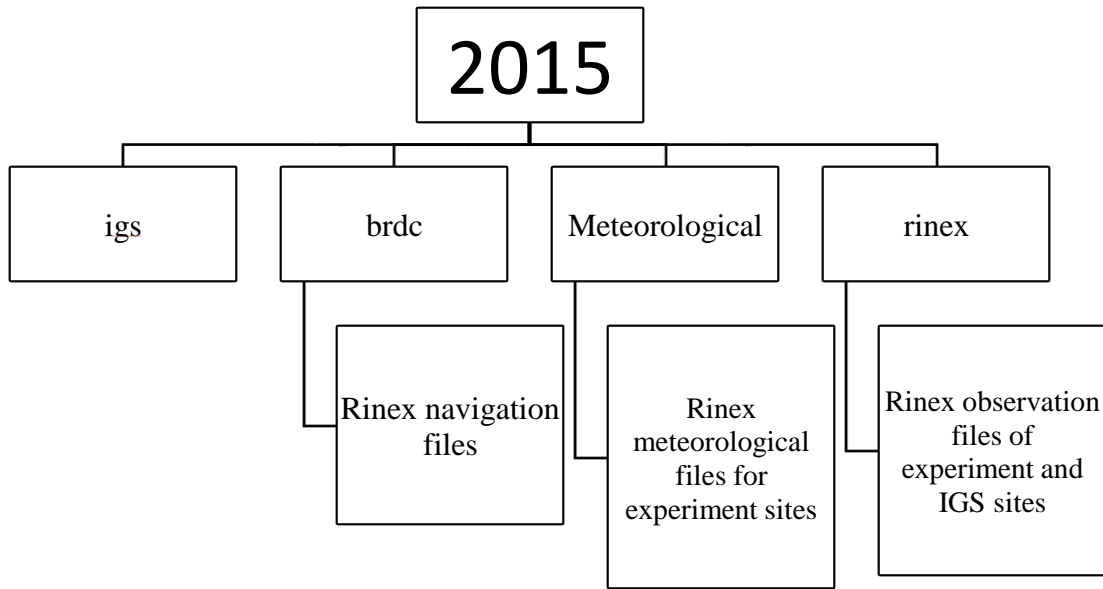 2015
igs
brdc
Meteorological
rinex
Rinex navigation
files
Rinex
meteorological
files for
experiment sites
Rinex observation
files of
experiment and
IGS sites